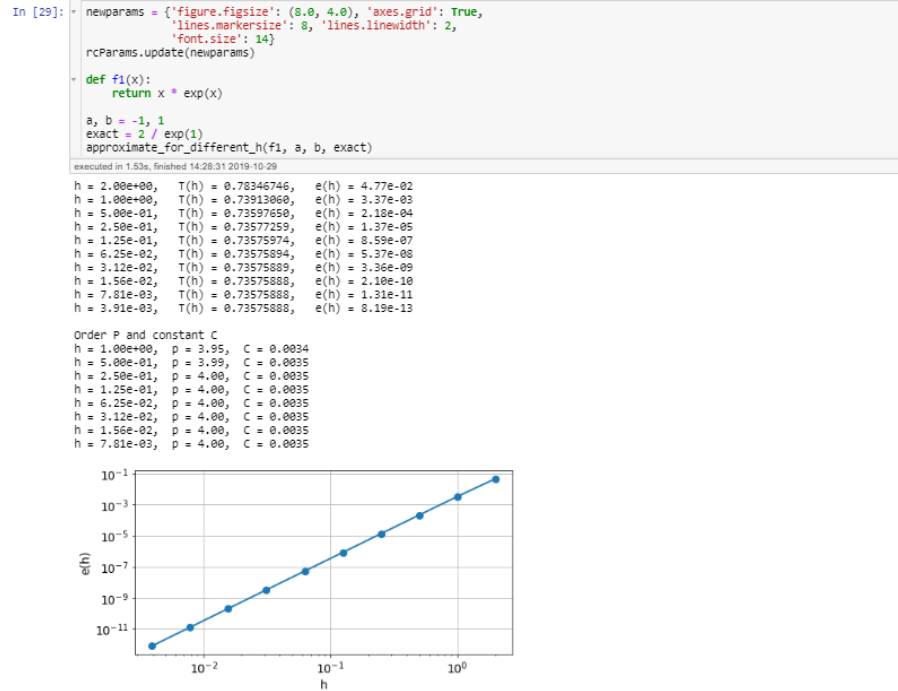 In [29]:
newparams = {'figure.figsize': (8.0, 4.0), 'axes.grid': True,
'lines.markersize': 8, 'lines.linewidth': 2,
'font.size': 14}
rcParams.update(newparams)
def f1(x):
return x * exp(x)
a, b = -1, 1
exact = 2 / exp(1)
approximate_for_different_h(f1, a, b, exact)
executed in 1.53s, finished 14:28:31 2019-10-29
h = 2.00e+00, T(h) = 0.78346746, e(h) = 4.77e-02
h = 1.00e+00, T(h) = 0.73913060, e(h) = 3.37e-03
h = 5.00e-01, T(h) = 0.73597650, e(h) = 2.18e-04
h = 2.50e-01, T(h) = 0.73577259, e(h) = 1.37e-05
h = 1.25e-01, T(h) = 0.73575974, e(h) = 8.59e-07
h = 6.25e-02, T(h) = 0.73575894, e(h) = 5.37e-08
h = 3.12e-02, T(h) = 0.73575889, e(h) = 3.36e-09
h = 1.56e-02, T(h) = 0.73575888, e(h) = 2.10e-10
h = 7.81e-03, T(h) = 0.73575888, e(h) = 1.31e-11
h = 3.91e-03, T(h) = 0.73575888, e(h) = 8.19e-13
Order P and constant C
h = 1.00e+00, p = 3.95, C = 0.0034
h = 5.00e-01, p = 3.99, C = 0.0035
h = 2.50e-01, p = 4.00, C = 0.0035
h = 1.25e-01, p = 4.00, C = 0.0035
h = 6.25e-02, p = 4.00, C = 0.0035
h = 3.12e-02, p = 4.00, C = 0.0035
h = 1.56e-02, p = 4.00, C = 0.0035
h = 7.81e-03, p = 4.00, C = 0.0035
10⁻¹
10⁻³
10⁻⁵
10⁻⁷
10⁻⁹
10⁻¹¹
e(h)
10⁻² 10⁻¹ 10⁰
h